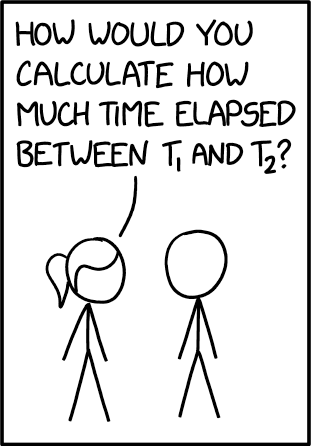 HOW WOULD YOU
CALCULATE HOW
MUCH TIME ELAPSED
BETWEEN T₁ AND T₂?